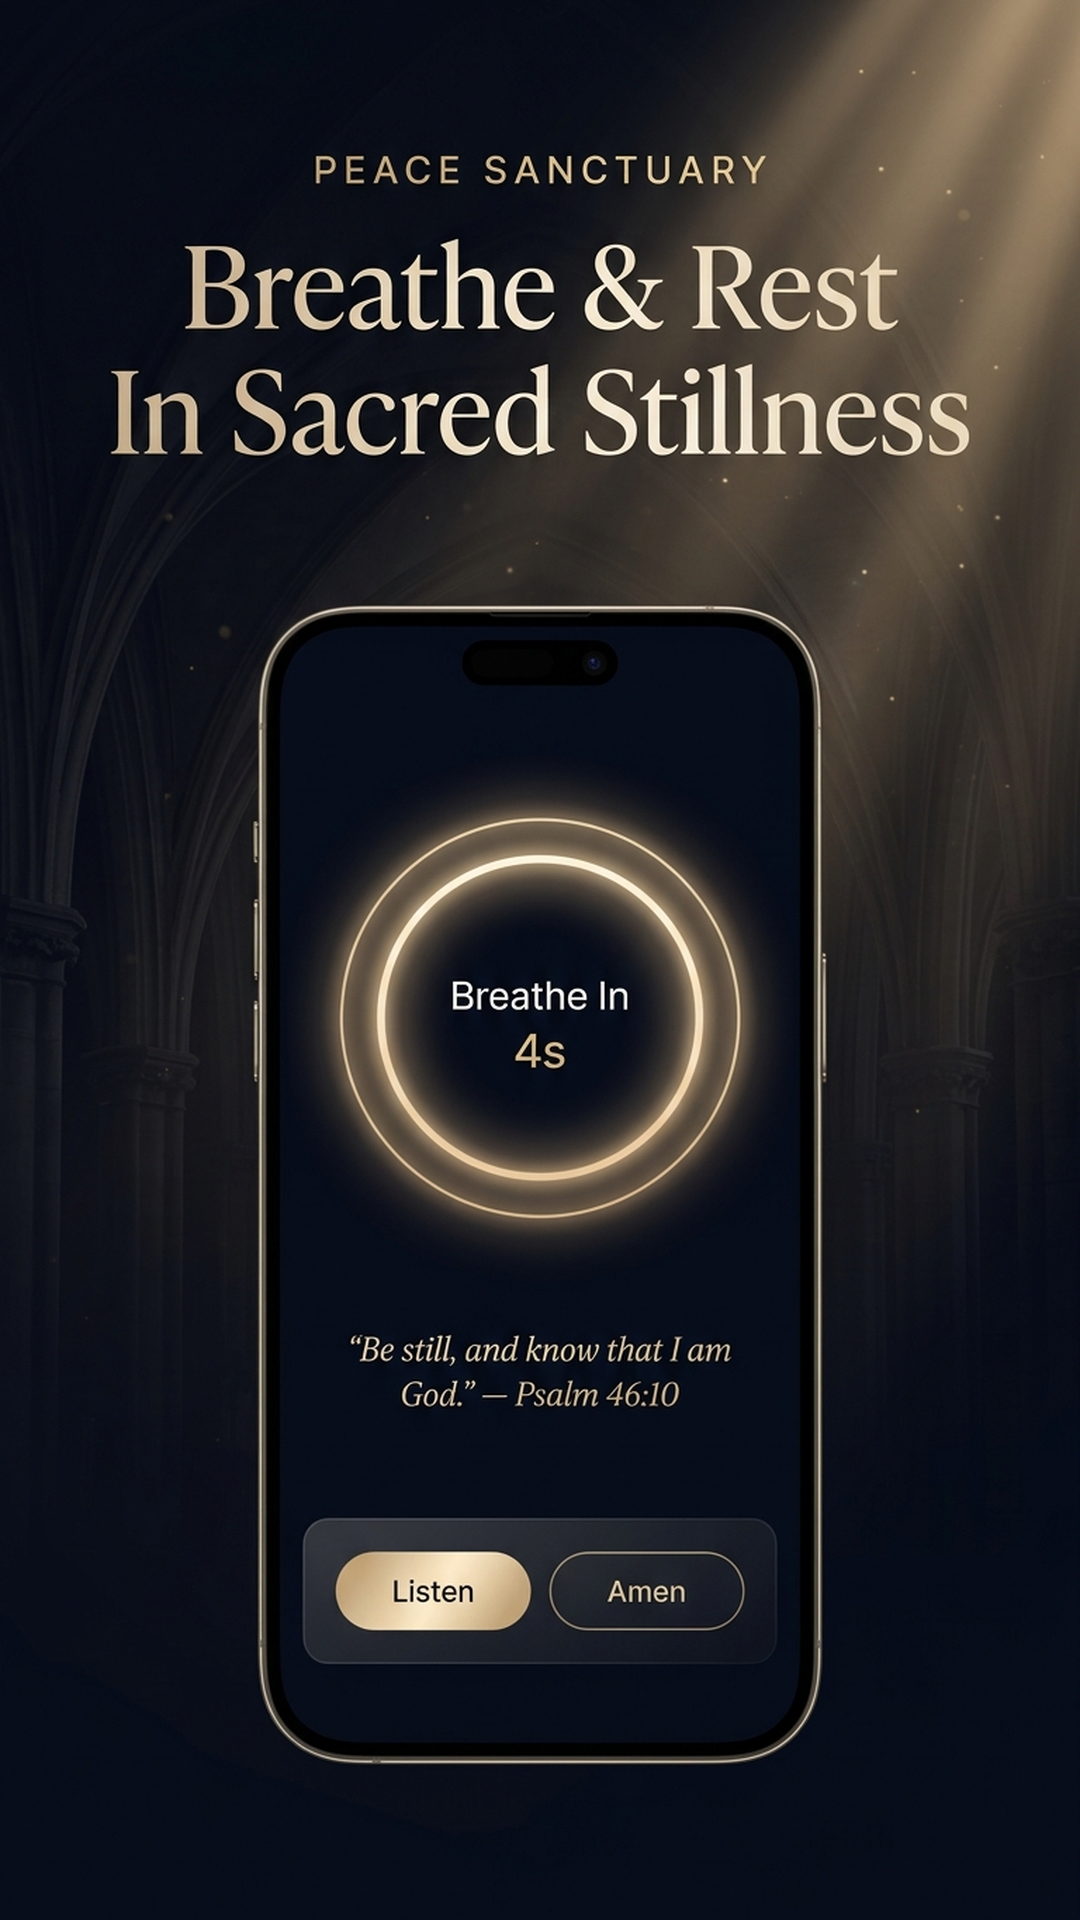 PEACE SANCTUARY
Breathe & Rest
In Sacred Stillness
Breathe In
4s
“Be still, and know that I am
God.” — Psalm 46:10
Listen
Amen